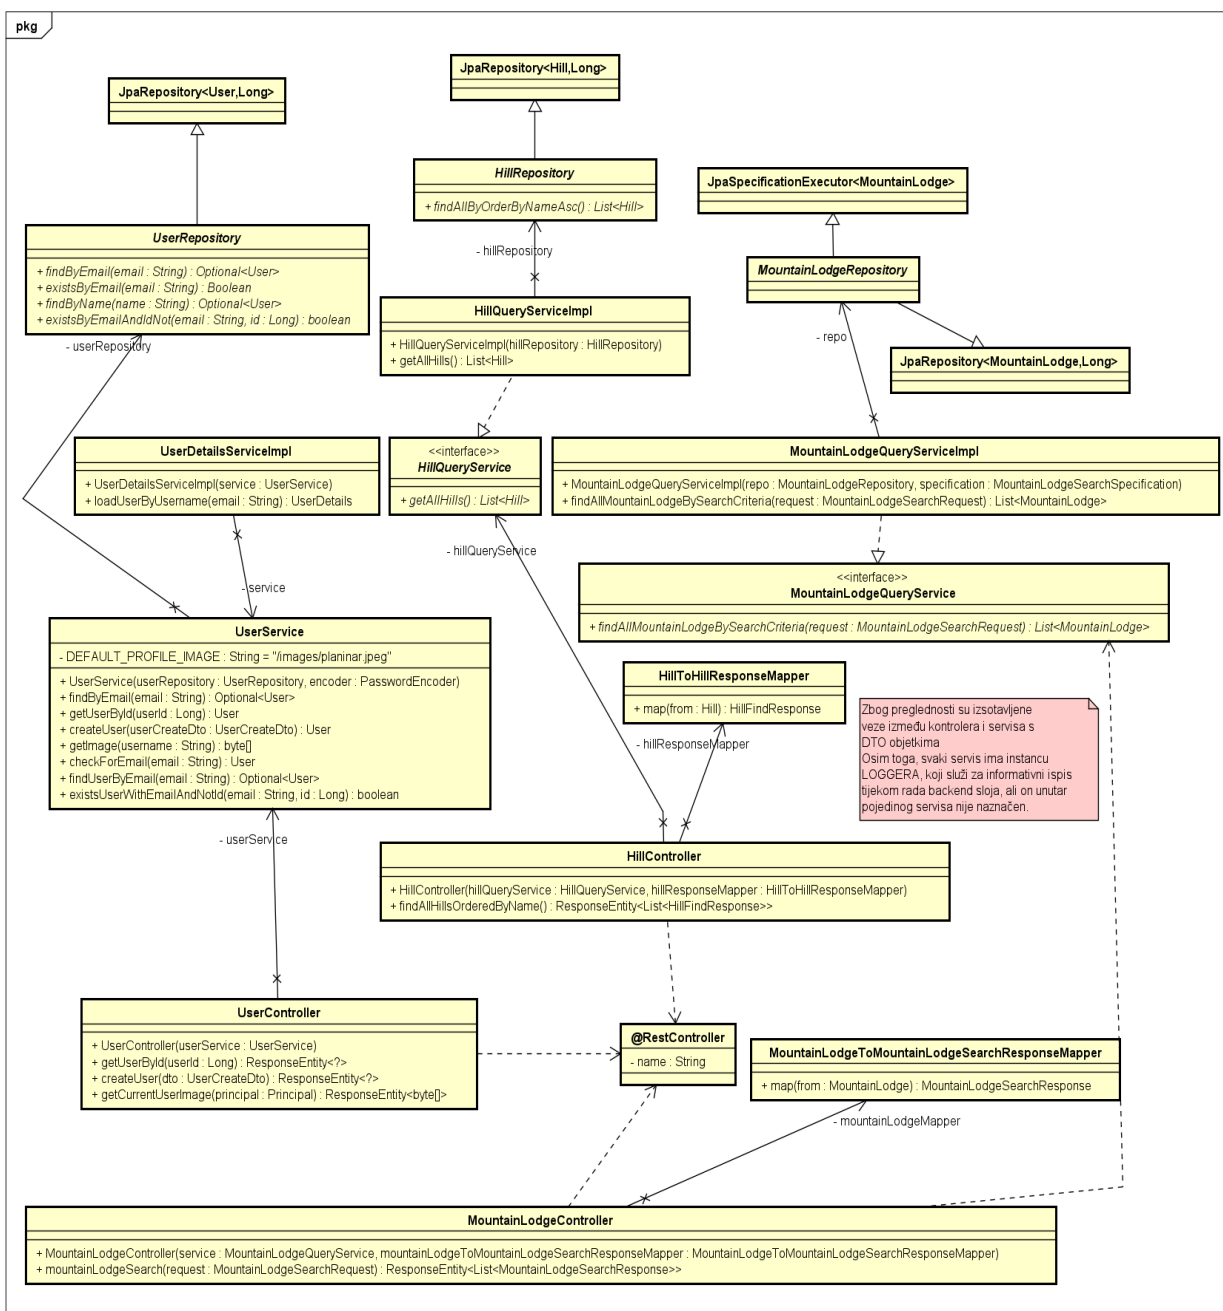 pkg
JpaRepository<Hill,Long>
JpaRepository<User,Long>
HillRepository
+ findAllByOrderByNameAsc() : List<Hill>
JpaSpecificationExecutor<MountainLodge>
UserRepository
+ findByEmail(email : String) : Optional<User>
+ existsByEmail(email : String) : Boolean
+ findByName(name : String) : Optional<User>
+ existsByEmailAndIdNot(email : String, id : Long) : boolean
- hillRepository
MountainLodgeRepository
HillQueryServiceImpl
+ HillQueryServiceImpl(hillRepository : HillRepository)
+ getAllHills() : List<Hill>
- userRepository
- repo
JpaRepository<MountainLodge,Long>
UserDetailsServiceImpl
+ UserDetailsServiceImpl(service : UserService)
+ loadUserByUsername(email : String) : UserDetails
<<interface>>
HillQueryService
+ getAllHills() : List<Hill>
MountainLodgeQueryServiceImpl
+ MountainLodgeQueryServiceImpl(repo : MountainLodgeRepository, specification : MountainLodgeSearchSpecification)
+ findAllMountainLodgeBySearchCriteria(request : MountainLodgeSearchRequest) : List<MountainLodge>
- hillQueryService
- service
<<interface>>
MountainLodgeQueryService
+ findAllMountainLodgeBySearchCriteria(request : MountainLodgeSearchRequest) : List<MountainLodge>
UserService
- DEFAULT_PROFILE_IMAGE : String = "/images/planinar.jpeg"
+ UserService(userRepository : UserRepository, encoder : PasswordEncoder)
+ findByEmail(email : String) : Optional<User>
+ getUserById(userId : Long) : User
+ createUser(userCreateDto : UserCreateDto) : User
+ getImage(username : String) : byte[]
+ checkForEmail(email : String) : User
+ findUserByEmail(email : String) : Optional<User>
+ existsUserWithEmailAndNotId(email : String, id : Long) : boolean
HillToHillResponseMapper
+ map(from : Hill) : HillFindResponse
Zbog preglednosti su izsotavljene
veze između kontrolera i servisa s
DTO objetkima
Osim toga, svaki servis ima instancu
LOGGERA, koji služi za informativni ispis
tijekom rada backend sloja, ali on unutar
pojedinog servisa nije naznačen.
- hillResponseMapper
- userService
HillController
+ HillController(hillQueryService : HillQueryService, hillResponseMapper : HillToHillResponseMapper)
+ findAllHillsOrderedByName() : ResponseEntity<List<HillFindResponse>>
UserController
+ UserController(userService : UserService)
+ getUserById(userId : Long) : ResponseEntity<?>
+ createUser(dto : UserCreateDto) : ResponseEntity<?>
+ getCurrentUserImage(principal : Principal) : ResponseEntity<byte[]>
@RestController
- name : String
MountainLodgeToMountainLodgeSearchResponseMapper
+ map(from : MountainLodge) : MountainLodgeSearchResponse
- mountainLodgeMapper
MountainLodgeController
+ MountainLodgeController(service : MountainLodgeQueryService, mountainLodgeToMountainLodgeSearchResponseMapper : MountainLodgeToMountainLodgeSearchResponseMapper)
+ mountainLodgeSearch(request : MountainLodgeSearchRequest) : ResponseEntity<List<MountainLodgeSearchResponse>>